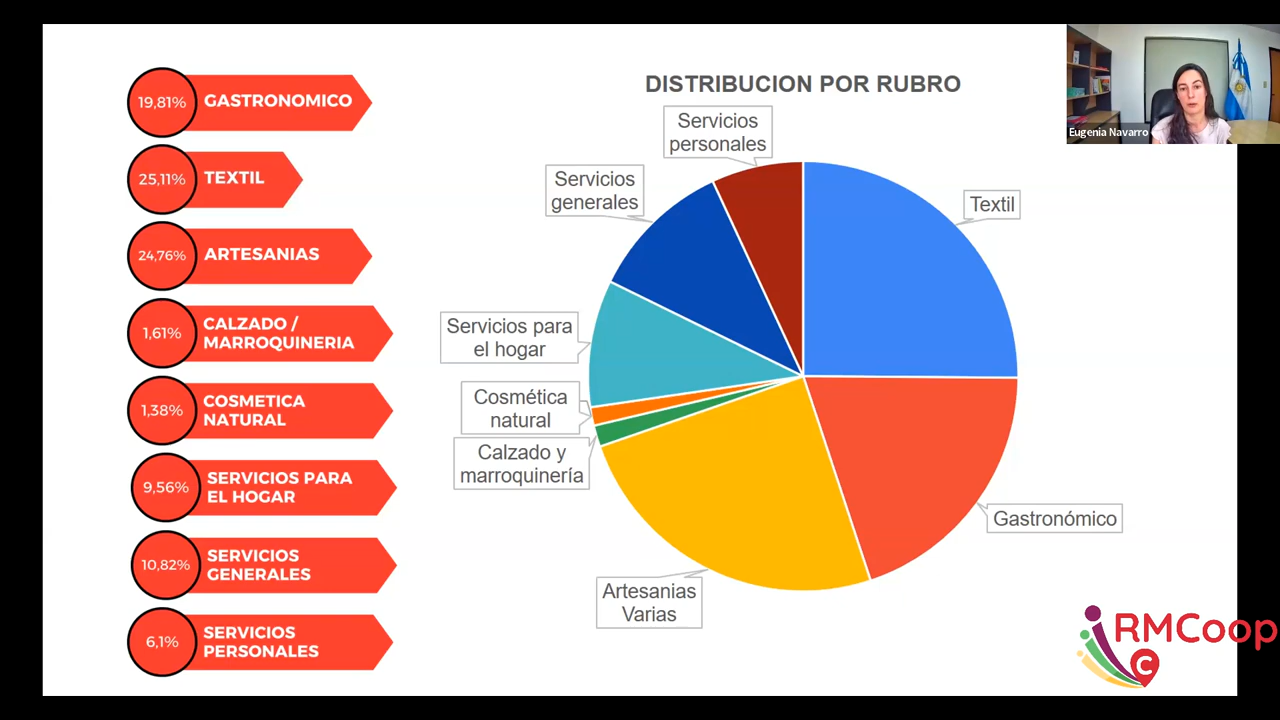 19,81%
GASTRONOMICO
25,11%
TEXTIL
24,76%
ARTESANIAS
1,61%
CALZADO /
MARROQUINERIA
1,38%
COSMETICA
NATURAL
9,56%
SERVICIOS PARA
EL HOGAR
10,82%
SERVICIOS
GENERALES
6,1%
SERVICIOS
PERSONALES
DISTRIBUCION POR RUBRO
Servicios
personales
Servicios
generales
Textil
Servicios para
el hogar
Cosmética
natural
Calzado y
marroquinería
Gastronómico
Artesanias
Varias
Eugenia Navarro
RMCoop
C